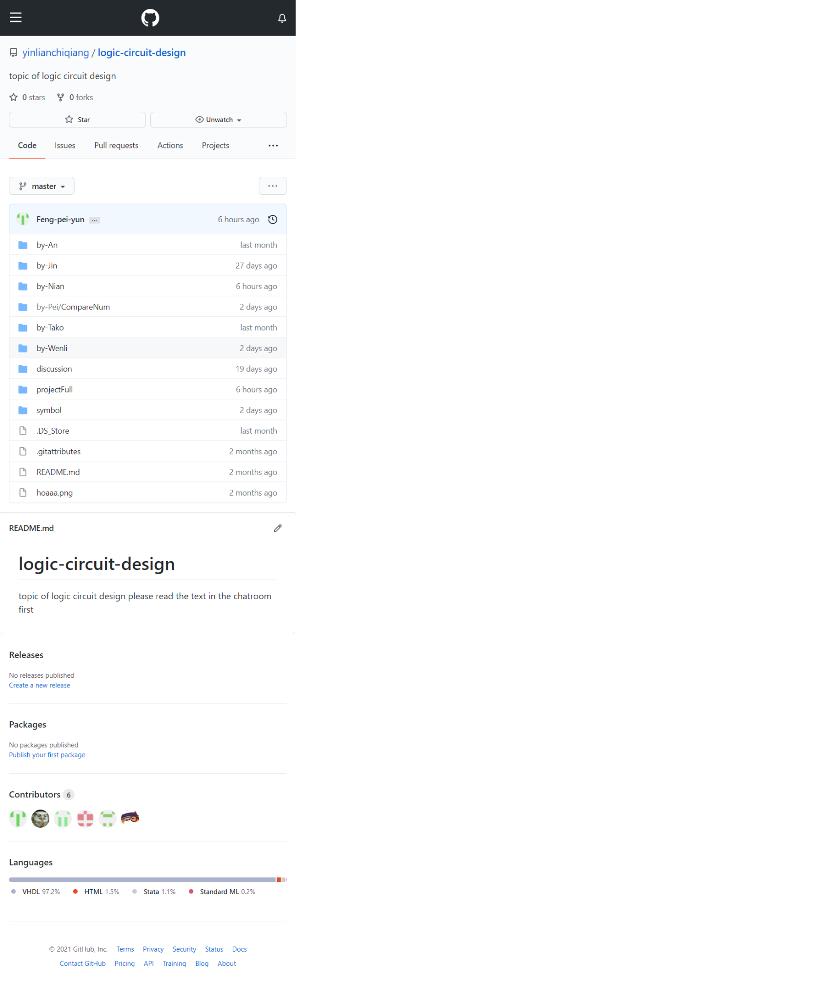 yinlianchiqiang / logic-circuit-design
topic of logic circuit design
0 stars 0 forks
Star Unwatch
Code Issues Pull requests Actions Projects ...
master ...
Feng-pei-yun ... 6 hours ago
by-An last month
by-Jin 27 days ago
by-Nian 6 hours ago
by-Pei/CompareNum 2 days ago
by-Tako last month
by-Wenli 2 days ago
discussion 19 days ago
projectFull 6 hours ago
symbol 2 days ago
.DS_Store last month
.gitattributes 2 months ago
README.md 2 months ago
hoaaa.png 2 months ago
README.md
logic-circuit-design
topic of logic circuit design please read the text in the chatroom
first
Releases
No releases published
Create a new release
Packages
No packages published
Publish your first package
Contributors 6
Languages
VHDL 97.2% HTML 1.5% Stata 1.1% Standard ML 0.2%
© 2021 GitHub, Inc. Terms Privacy Security Status Docs
Contact GitHub Pricing API Training Blog About